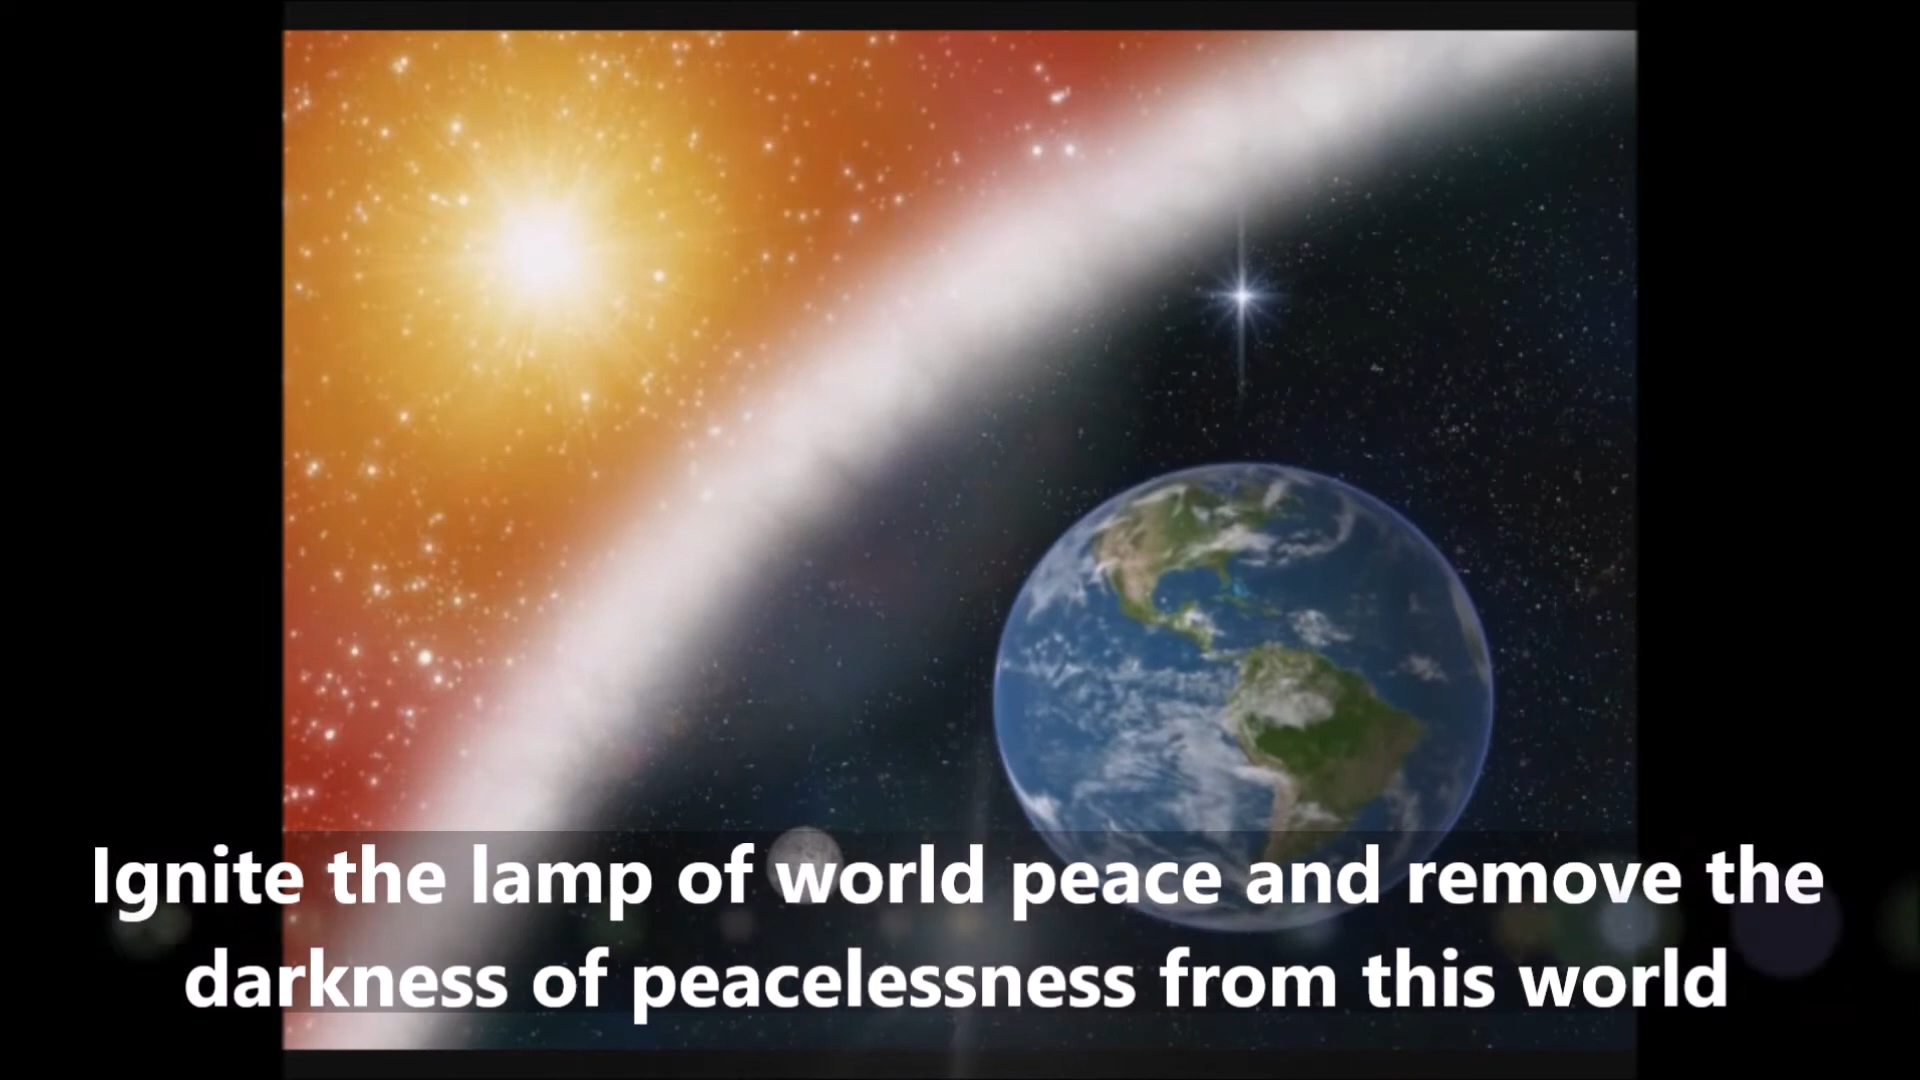 Ignite the lamp of world peace and remove the
darkness of peacelessness from this world